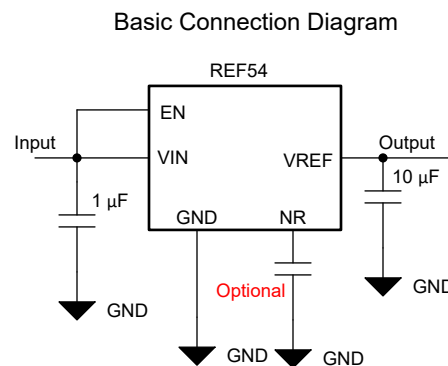 Basic Connection Diagram
REF54
EN
Input
VIN
VREF
Output
1 µF
10 µF
GND
NR
Optional
GND
GND
GND
GND